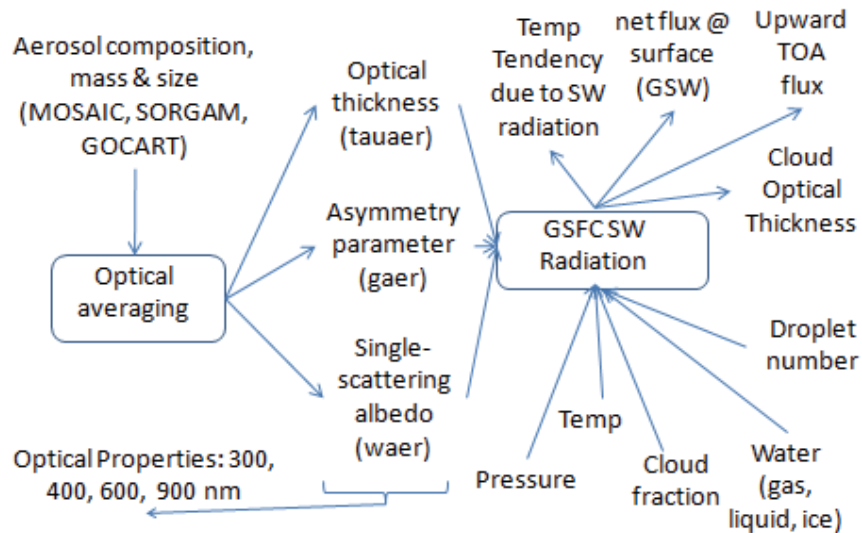 Aerosol composition,
mass & size
(MOSAIC, SORGAM,
GOCART)
Optical
averaging
Optical
thickness
(tauaer)
Asymmetry
parameter
(gaer)
Single-
scattering
albedo
(waer)
Optical Properties: 300,
400, 600, 900 nm
Temp
Tendency
due to SW
radiation
net flux @
surface
(GSW)
Upward
TOA
flux
Cloud
Optical
Thickness
GSFC SW
Radiation
Droplet
number
Temp
Pressure
Cloud
fraction
Water
(gas,
liquid, ice)